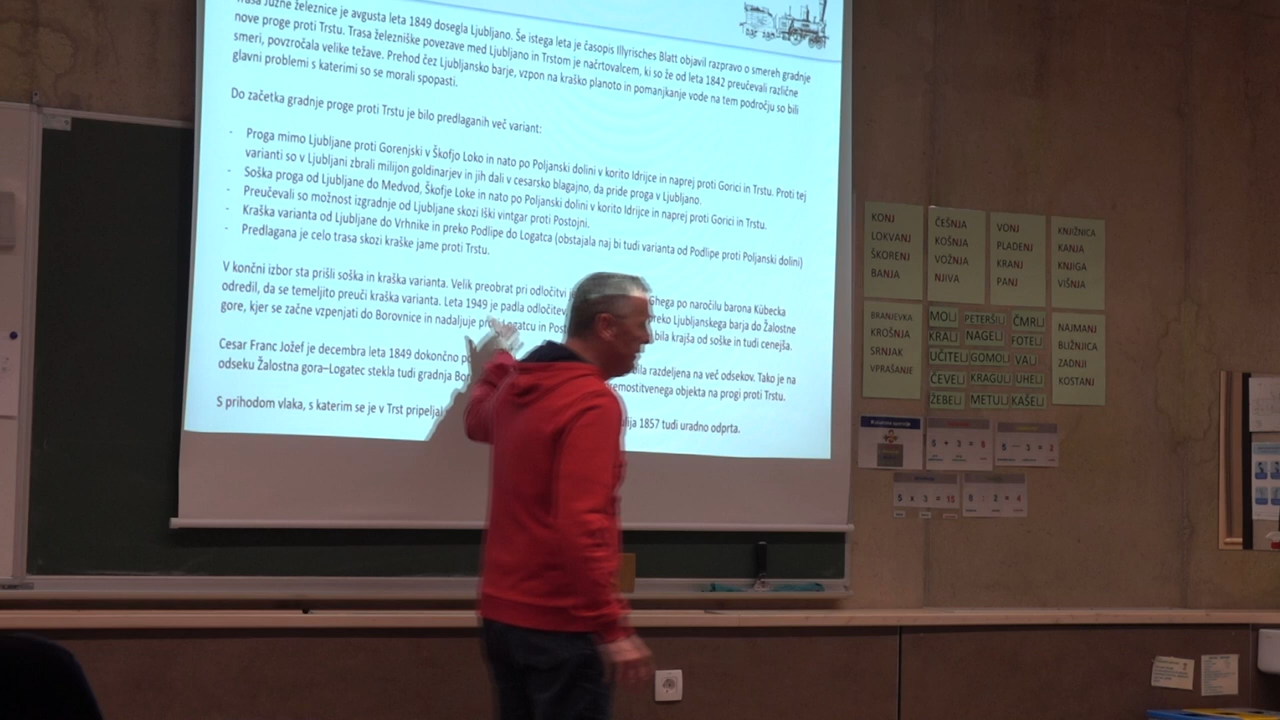 Trasa Južne železnice je avgusta leta 1849 dosegla Ljubljano. Še istega leta je časopis Illyrisches Blatt objavil razpravo o smereh gradnje
nove proge proti Trstu. Trasa železniške povezave med Ljubljano in Trstom je načrtovalcem, ki so že od leta 1842 preučevali različne
smeri, povzročala velike težave. Prehod čez Ljubljansko barje, vzpon na kraško planoto in pomanjkanje vode na tem področju so bili
glavni problemi s katerimi so se morali spopasti.
Do začetka gradnje proge proti Trstu je bilo predlaganih več variant:
- Proga mimo Ljubljane proti Gorenjski v Škofjo Loko in nato po Poljanski dolini v korito Idrijce in naprej proti Gorici in Trstu. Proti tej
varianti so v Ljubljani zbrali milijon goldinarjev in jih dali v cesarsko blagajno, da pride proga v Ljubljano.
- Soška proga od Ljubljane do Medvod, Škofje Loke in nato po Poljanski dolini v korito Idrijce in naprej proti Gorici in Trstu.
- Preučevali so možnost izgradnje od Ljubljane skozi Iški vintgar proti Postojni.
- Kraška varianta od Ljubljane do Vrhnike in preko Podlipe do Logatca (obstajala naj bi tudi varianta od Podlipe proti Poljanski dolini)
- Predlagana je celo trasa skozi kraške jame proti Trstu.
V končni izbor sta prišli soška in kraška varianta. Velik preobrat pri odločitvi Ghega po naročilu barona Kübecka
odredil, da se temeljito preuči kraška varianta. Leta 1949 je padla odločitev preko Ljubljanskega barja do Žalostne
gore, kjer se začne vzpenjati do Borovnice in nadaljuje Logatcu in bila krajša od soške in tudi cenejša.
Cesar Franc Jožef je decembra leta 1849 dokončno bila razdeljena na več odsekov. Tako je na
odseku Žalostna gora–Logatec stekla tudi gradnja premostitvenega objekta na progi proti Trstu.
S prihodom vlaka, s katerim se je v Trst 1857 tudi uradno odprta.
KONJ
LOKVANJ
ŠKORENJ
BANJA
ČEŠNJA
KOŠNJA
VOŽNJA
NJIVA
VONJ
PLADENJ
KRANJ
PANJ
KNJIŽNICA
KANJA
KNJIGA
VIŠNJA
BRANJEVKA
KROŠNJA
SRNJAK
VPRAŠANJE
MOLJ PETERŠILJ ČMRLJ
KRALJ NAGELJ FOTELJ
UČITELJ GOMOLJ VALJ
ČEVELJ KRAGULJ UHELJ
ŽEBELJ METULJ KAŠELJ
NAJMANJ
BLIŽNJICA
ZADNJI
KOSTANJ
5 + 3 = 8
5 - 3 = 2
5 x 3 = 15